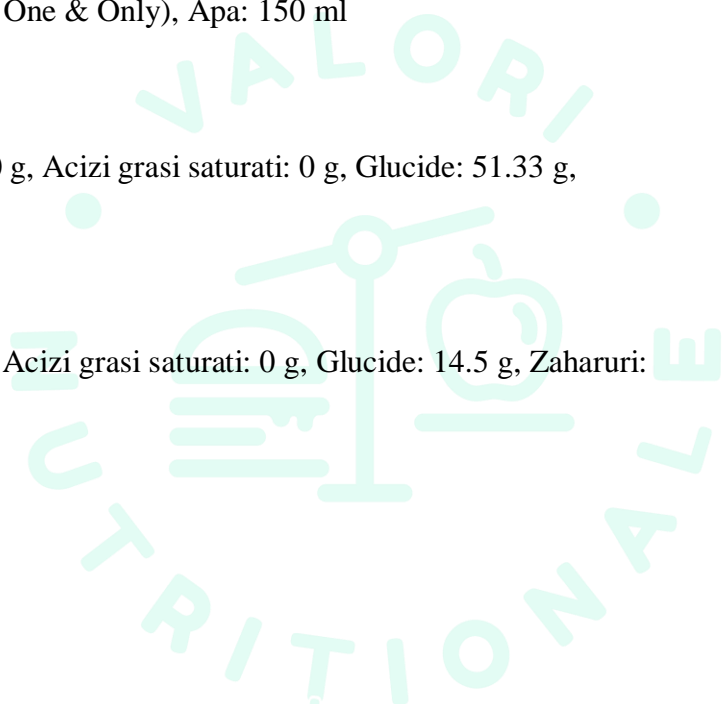 One & Only), Apa: 150 ml
g, Acizi grasi saturati: 0 g, Glucide: 51.33 g,
Acizi grasi saturati: 0 g, Glucide: 14.5 g, Zaharuri:
VALORI
NUTRITIONALE